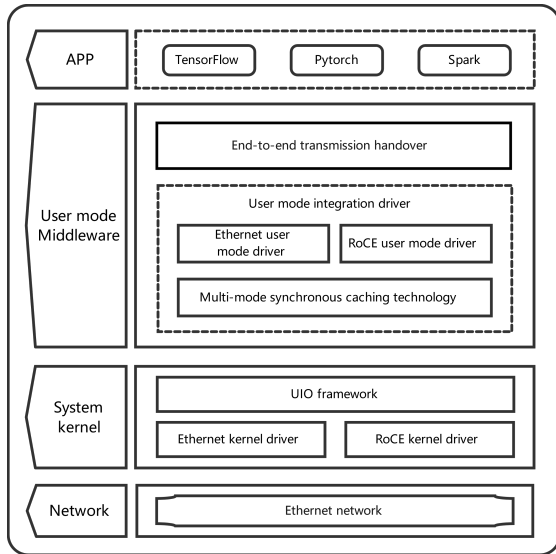 APP
TensorFlow
Pytorch
Spark
User mode
Middleware
End-to-end transmission handover
User mode integration driver
Ethernet user
mode driver
RoCE user mode driver
Multi-mode synchronous caching technology
System
kernel
UIO framework
Ethernet kernel driver
RoCE kernel driver
Network
Ethernet network